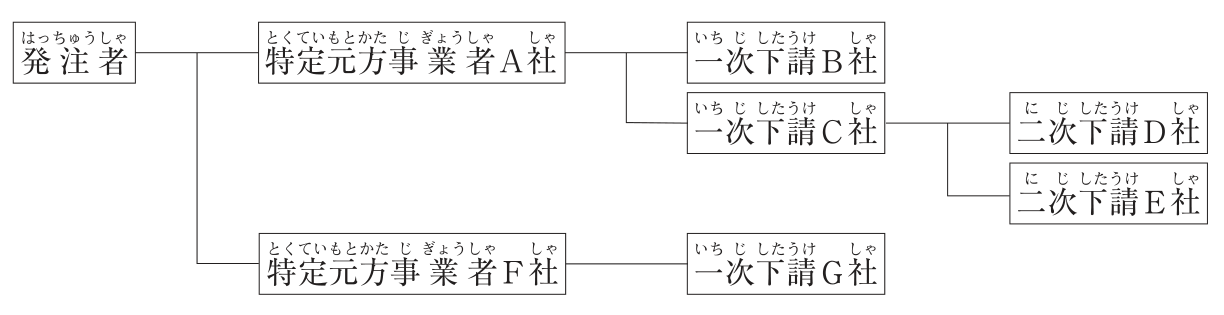 はっちゅうしゃ
発注者
とくていもとかたじぎょうしゃ しゃ
特定元方事業者A社
いちじしたうけ しゃ
一次下請B社
いちじしたうけ しゃ
一次下請C社
にじしたうけ しゃ
二次下請D社
にじしたうけ しゃ
二次下請E社
とくていもとかたじぎょうしゃ しゃ
特定元方事業者F社
いちじしたうけ しゃ
一次下請G社